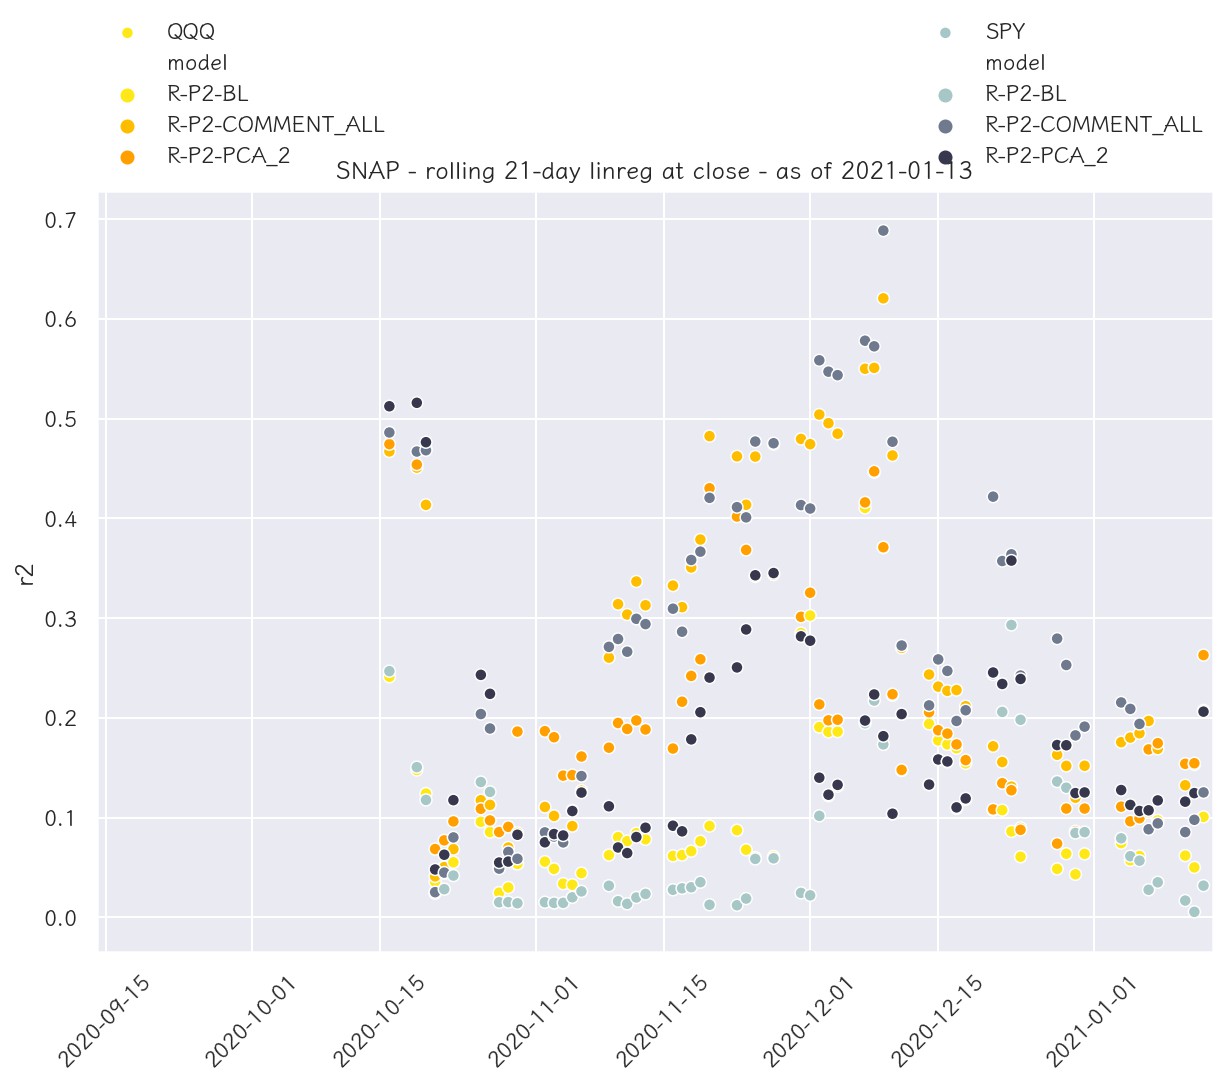 QQQ
model
R-P2-BL
R-P2-COMMENT_ALL
R-P2-PCA_2
SPY
model
R-P2-BL
R-P2-COMMENT_ALL
R-P2-PCA_2
SNAP - rolling 21-day linreg at close - as of 2021-01-13
r2
0.7
0.6
0.5
0.4
0.3
0.2
0.1
0.0
2020-09-15
2020-10-01
2020-10-15
2020-11-01
2020-11-15
2020-12-01
2020-12-15
2021-01-01